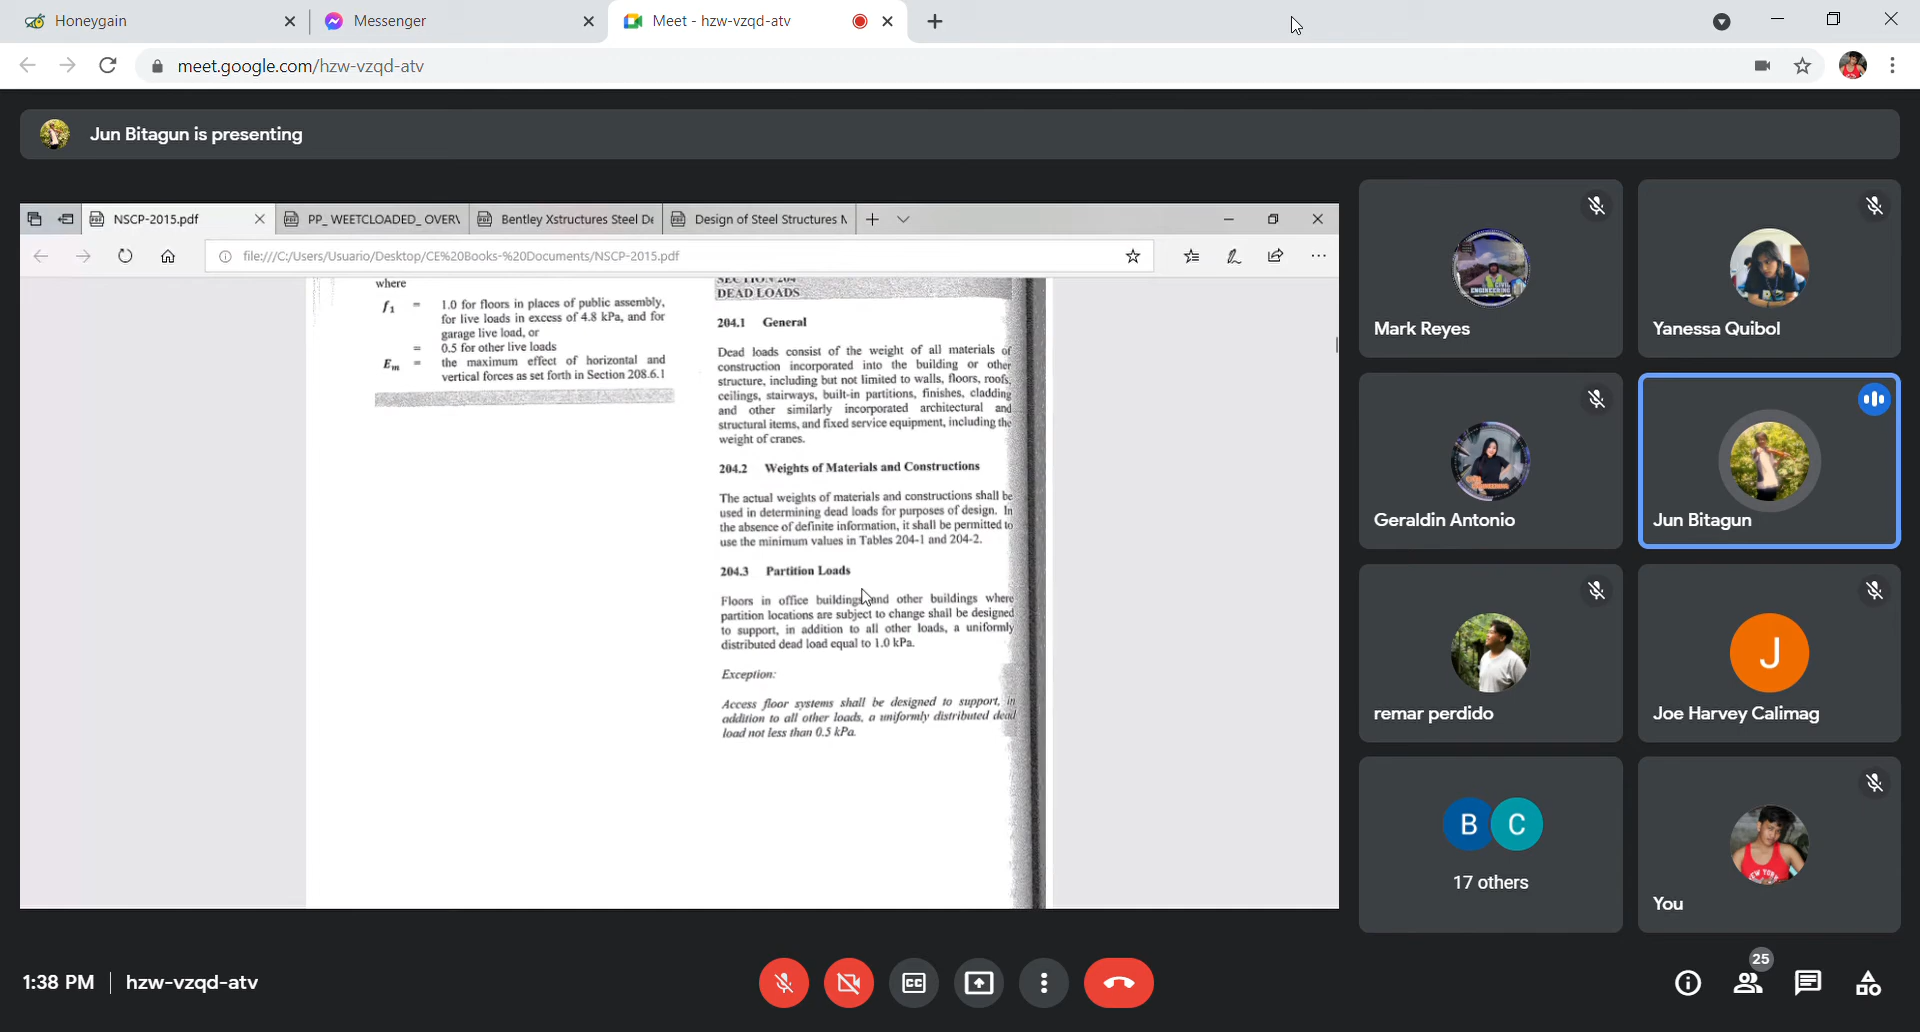 Honeygain
Messenger
Meet - hzw-vzqd-atv
meet.google.com/hzw-vzqd-atv
Jun Bitagun is presenting
NSCP-2015.pdf
PP_ WEETCLOADED_ OVER
Bentley Xstructures Steel De
Design of Steel Structures
file:///C:/Users/Usuario/Desktop/CE%20Books-%20Documents/NSCP-2015.pdf
where
f1 = 1.0 for floors in places of public assembly,
for live loads in excess of 4.8 kPa, and for
garage live load, or
= 0.5 for other live loads
Em = the maximum effect of horizontal and
vertical forces as set forth in Section 208.6.1
SECTION 204
DEAD LOADS
204.1 General
Dead loads consist of the weight of all materials of
construction incorporated into the building or other
structure, including but not limited to walls, floors, roofs,
ceilings, stairways, built-in partitions, finishes, cladding
and other similarly incorporated architectural and
structural items, and fixed service equipment, including the
weight of cranes.
204.2 Weights of Materials and Constructions
The actual weights of materials and constructions shall be
used in determining dead loads for purposes of design. In
the absence of definite information, it shall be permitted to
use the minimum values in Tables 204-1 and 204-2.
204.3 Partition Loads
Floors in office buildings and other buildings where
partition locations are subject to change shall be designed
to support, in addition to all other loads, a uniformly
distributed dead load equal to 1.0 kPa.
Exception:
Access floor systems shall be designed to support, in
addition to all other loads, a uniformly distributed dead
load not less than 0.5 kPa.
Mark Reyes
Yanessa Quibol
Geraldin Antonio
Jun Bitagun
remar perdido
J
Joe Harvey Calimag
B C
17 others
You
1:38 PM | hzw-vzqd-atv
CC
25